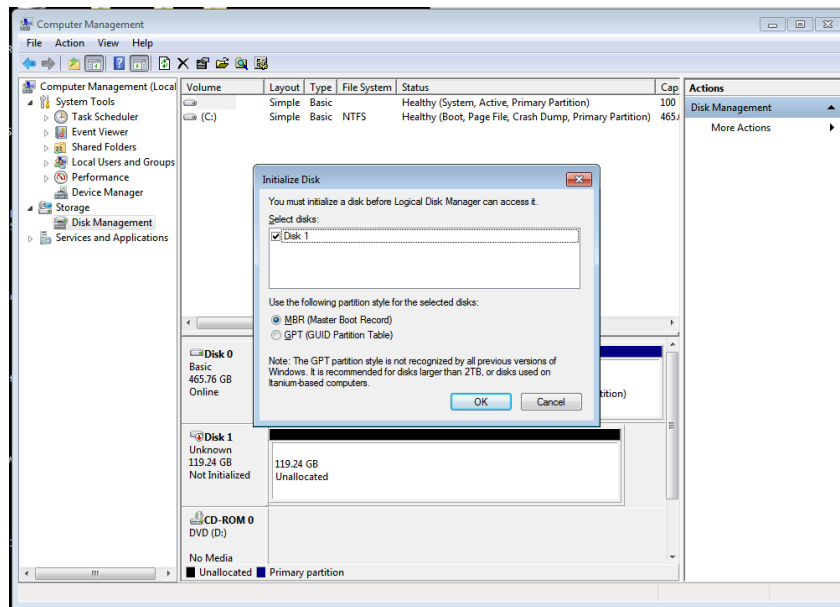 Computer Management
File Action View Help
Computer Management (Local
System Tools
Task Scheduler
Event Viewer
Shared Folders
Local Users and Groups
Performance
Device Manager
Storage
Disk Management
Services and Applications
Volume Layout Type File System Status Cap
Simple Basic Healthy (System, Active, Primary Partition) 100
(C:) Simple Basic NTFS Healthy (Boot, Page File, Crash Dump, Primary Partition) 465.
Actions
Disk Management
More Actions
Initialize Disk
You must initialize a disk before Logical Disk Manager can access it.
Select disks:
Disk 1
Use the following partition style for the selected disks:
MBR (Master Boot Record)
GPT (GUID Partition Table)
Note: The GPT partition style is not recognized by all previous versions of
Windows. It is recommended for disks larger than 2TB, or disks used on
Itanium-based computers.
OK Cancel
Disk 0
Basic
465.76 GB
Online
tition)
Disk 1
Unknown
119.24 GB
Not Initialized
119.24 GB
Unallocated
CD-ROM 0
DVD (D:)
No Media
Unallocated Primary partition